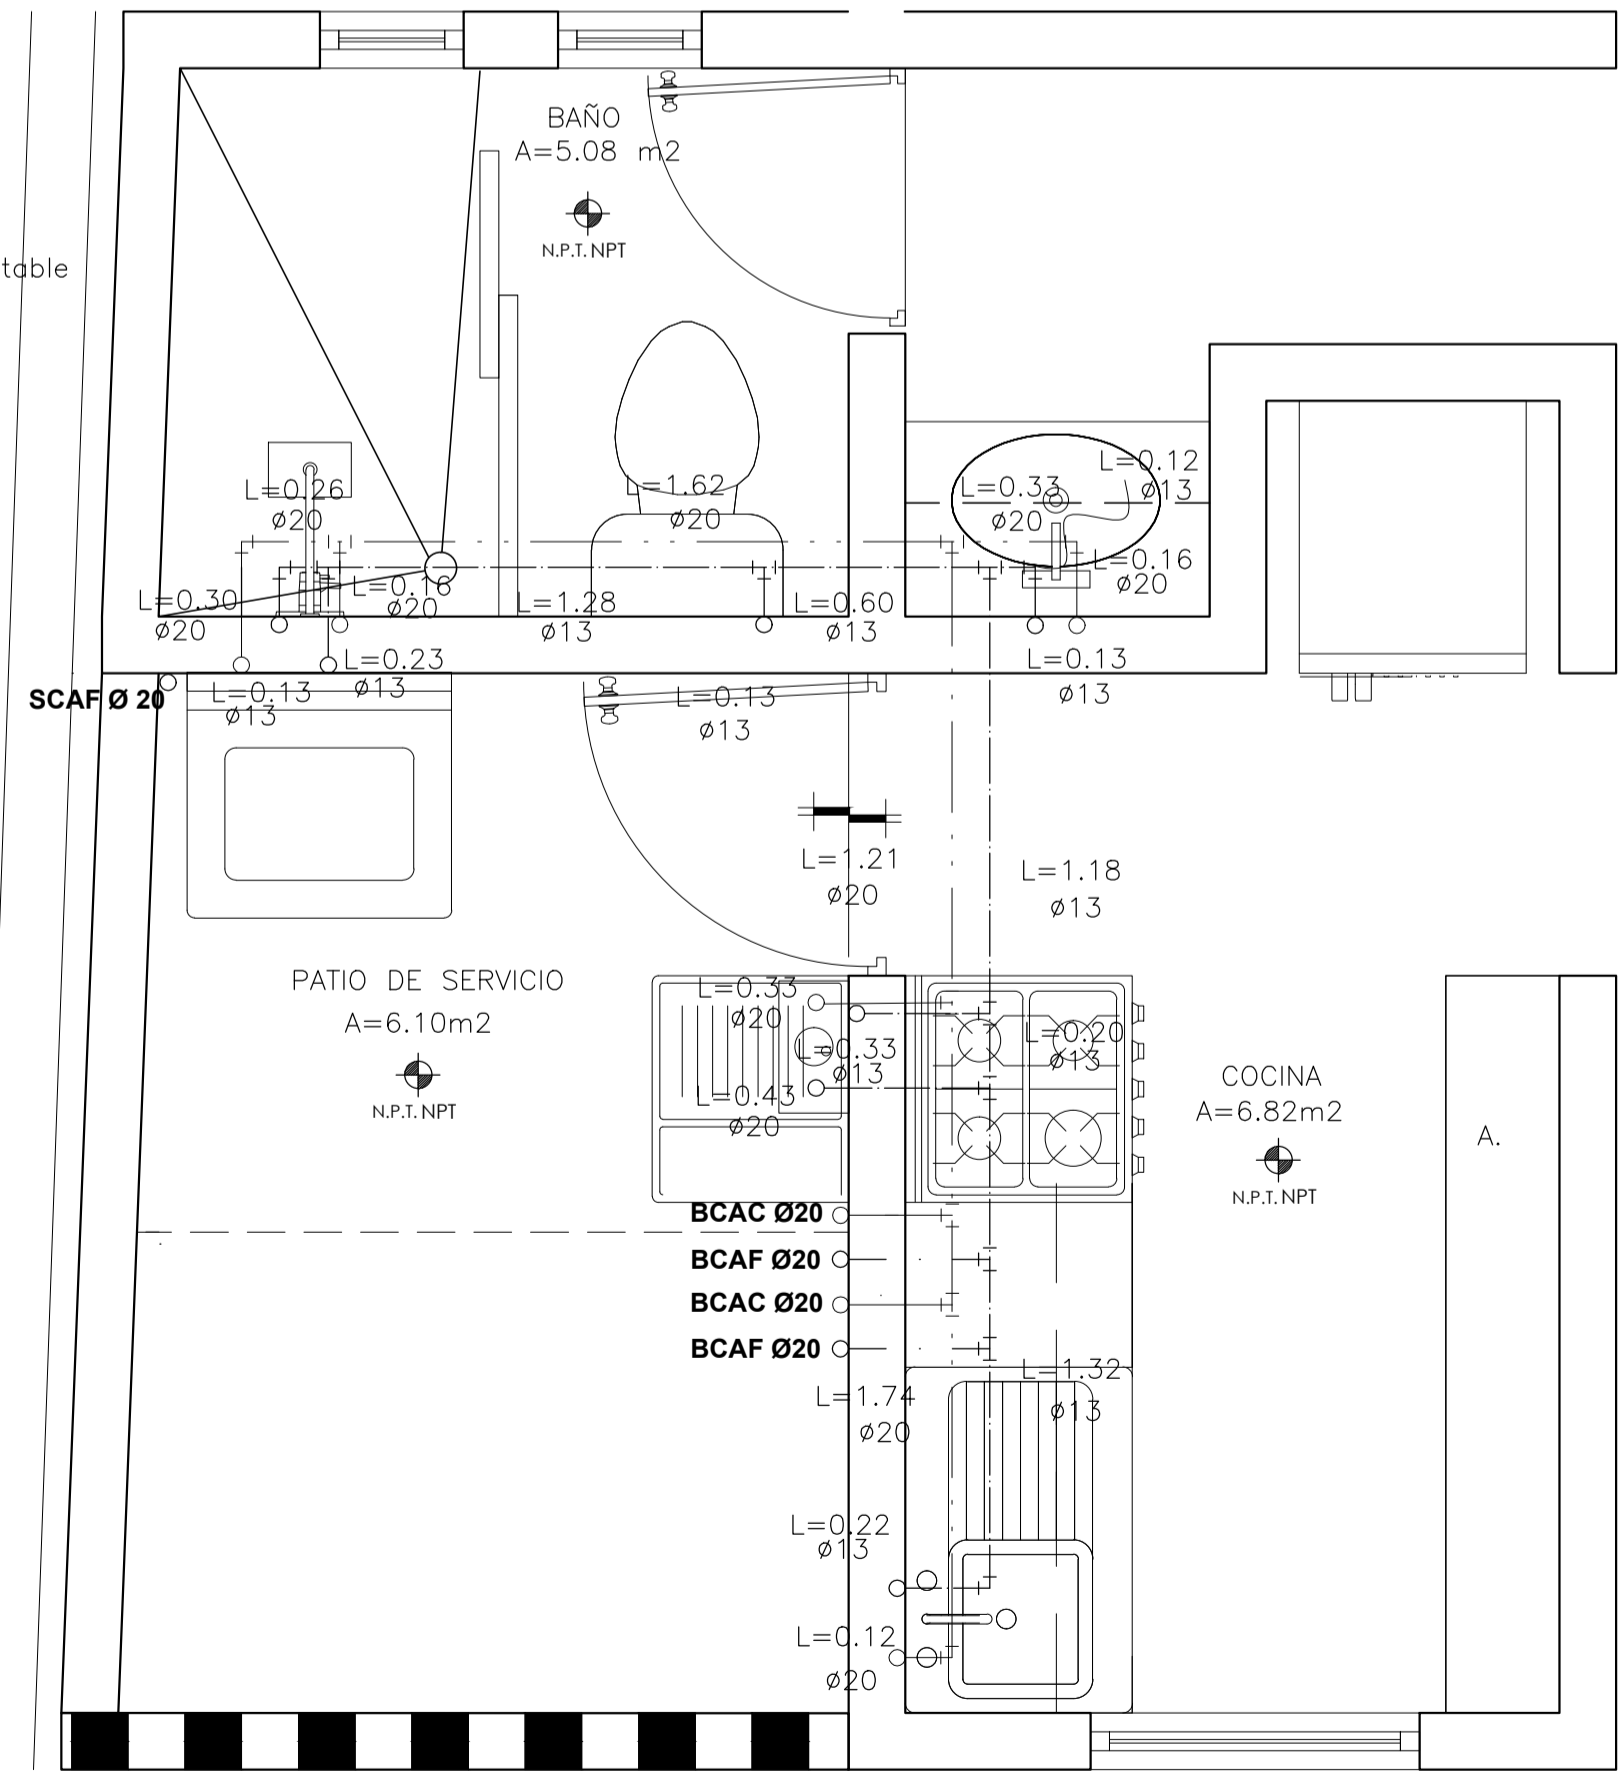 BAÑO
A=5.08 m2
N.P.T. NPT
table
L=0.26
ø20
L=1.62
ø20
L=0.33
ø20
L=0.12
ø13
L=0.30
ø20
L=0.16
ø20
L=1.28
ø13
L=0.60
ø13
L=0.16
ø20
SCAF Ø 20
L=0.13
ø13
L=0.23
ø13
L=0.13
ø13
L=0.13
ø13
L=1.21
ø20
L=1.18
ø13
PATIO DE SERVICIO
A=6.10m2
N.P.T. NPT
L=0.33
ø20
L=0.33
ø13
L=0.20
ø13
L=0.43
ø20
COCINA
A=6.82m2
N.P.T. NPT
A.
BCAC Ø20
BCAF Ø20
BCAC Ø20
BCAF Ø20
L=1.74
ø20
L=1.32
ø13
L=0.22
ø13
L=0.12
ø20